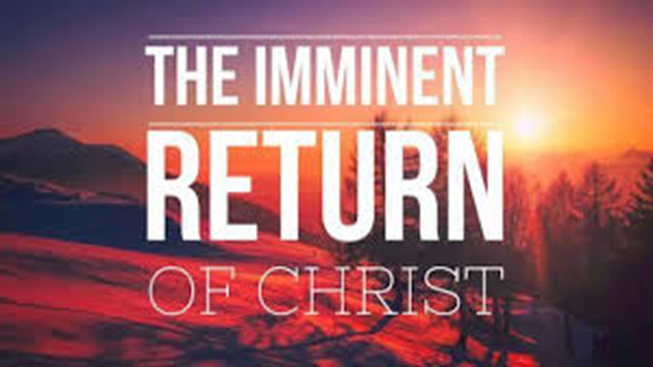 THE IMMINENT
RETURN
OF CHRIST